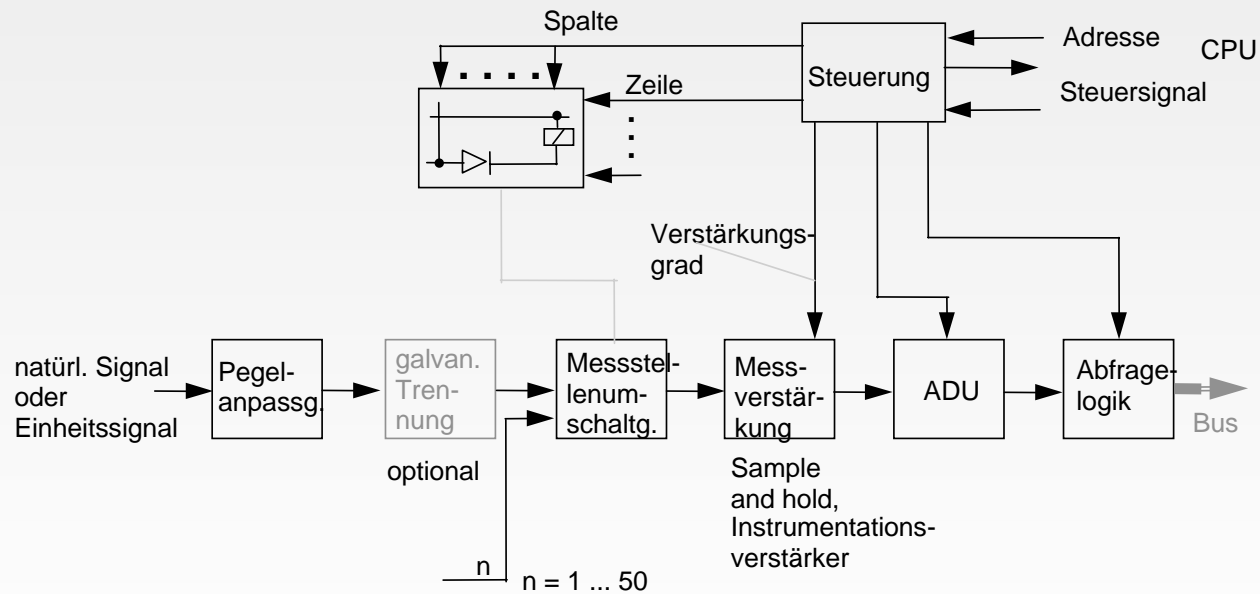 Spalte
Adresse
CPU
Steuerung
Zeile
Steuersignal
Verstärkungs-
grad
natürl. Signal
oder
Einheitssignal
Pegel-
anpassg.
galvan.
Tren-
nung
optional
Messstel-
lenum-
schaltg.
Mess-
verstär-
kung
Sample
and hold,
Instrumentations-
verstärker
ADU
Abfrage-
logik
Bus
n
n = 1 ... 50